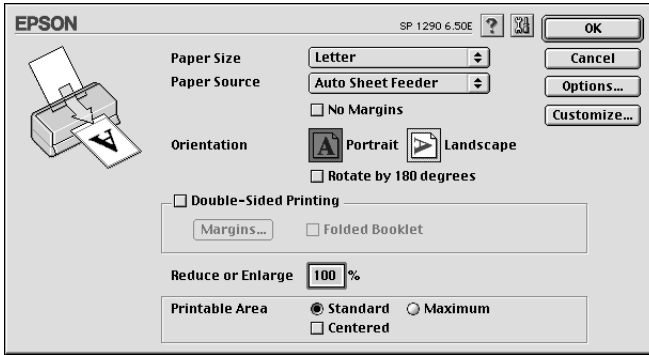 EPSON
SP 1290 6.50E ?
OK
Paper Size Letter
Cancel
Paper Source Auto Sheet Feeder
Options...
No Margins
Customize...
Orientation A Portrait A Landscape
Rotate by 180 degrees
A
Double-Sided Printing
Margins... Folded Booklet
Reduce or Enlarge 100 %
Printable Area Standard Maximum
Centered